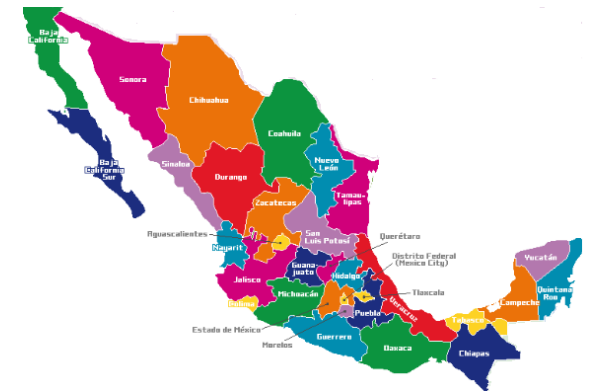 Baja
California
Sonora
Chihuahua
Coahuila
Baja
California
Sur
Sinaloa
Durango
Nuevo
León
Tamau-
lipas
Zacatecas
San
Luis Potosí
Aguascalientes
Nayarit
Querétaro
Distrito Federal
(Mexico City)
Yucatán
Guana-
juato
Hidalgo
Jalisco
Tlaxcala
Quintana
Roo
Michoacán
Colima
Veracruz
Campeche
Puebla
Tabasco
Estado de México
Morelos
Guerrero
Oaxaca
Chiapas